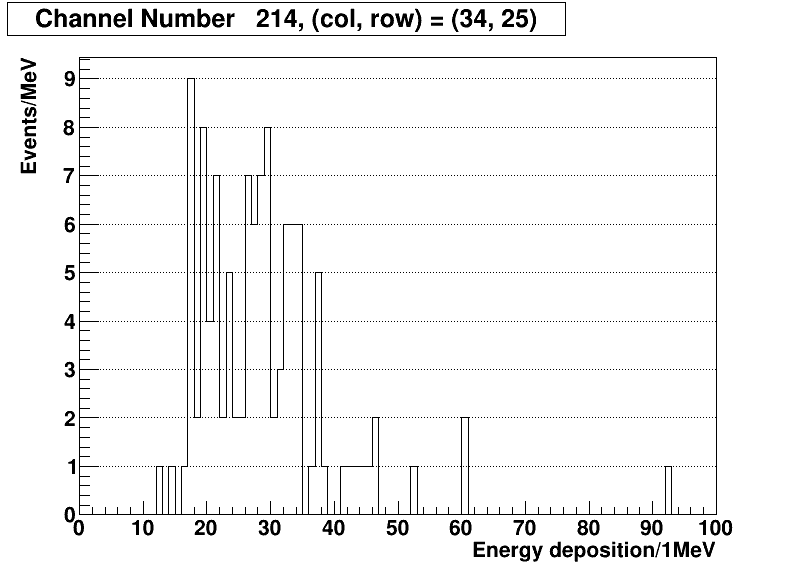 Channel Number 214, (col, row) = (34, 25)
Events/MeV
9
8
7
6
5
4
3
2
1
0
0 10 20 30 40 50 60 70 80 90 100
Energy deposition/1MeV